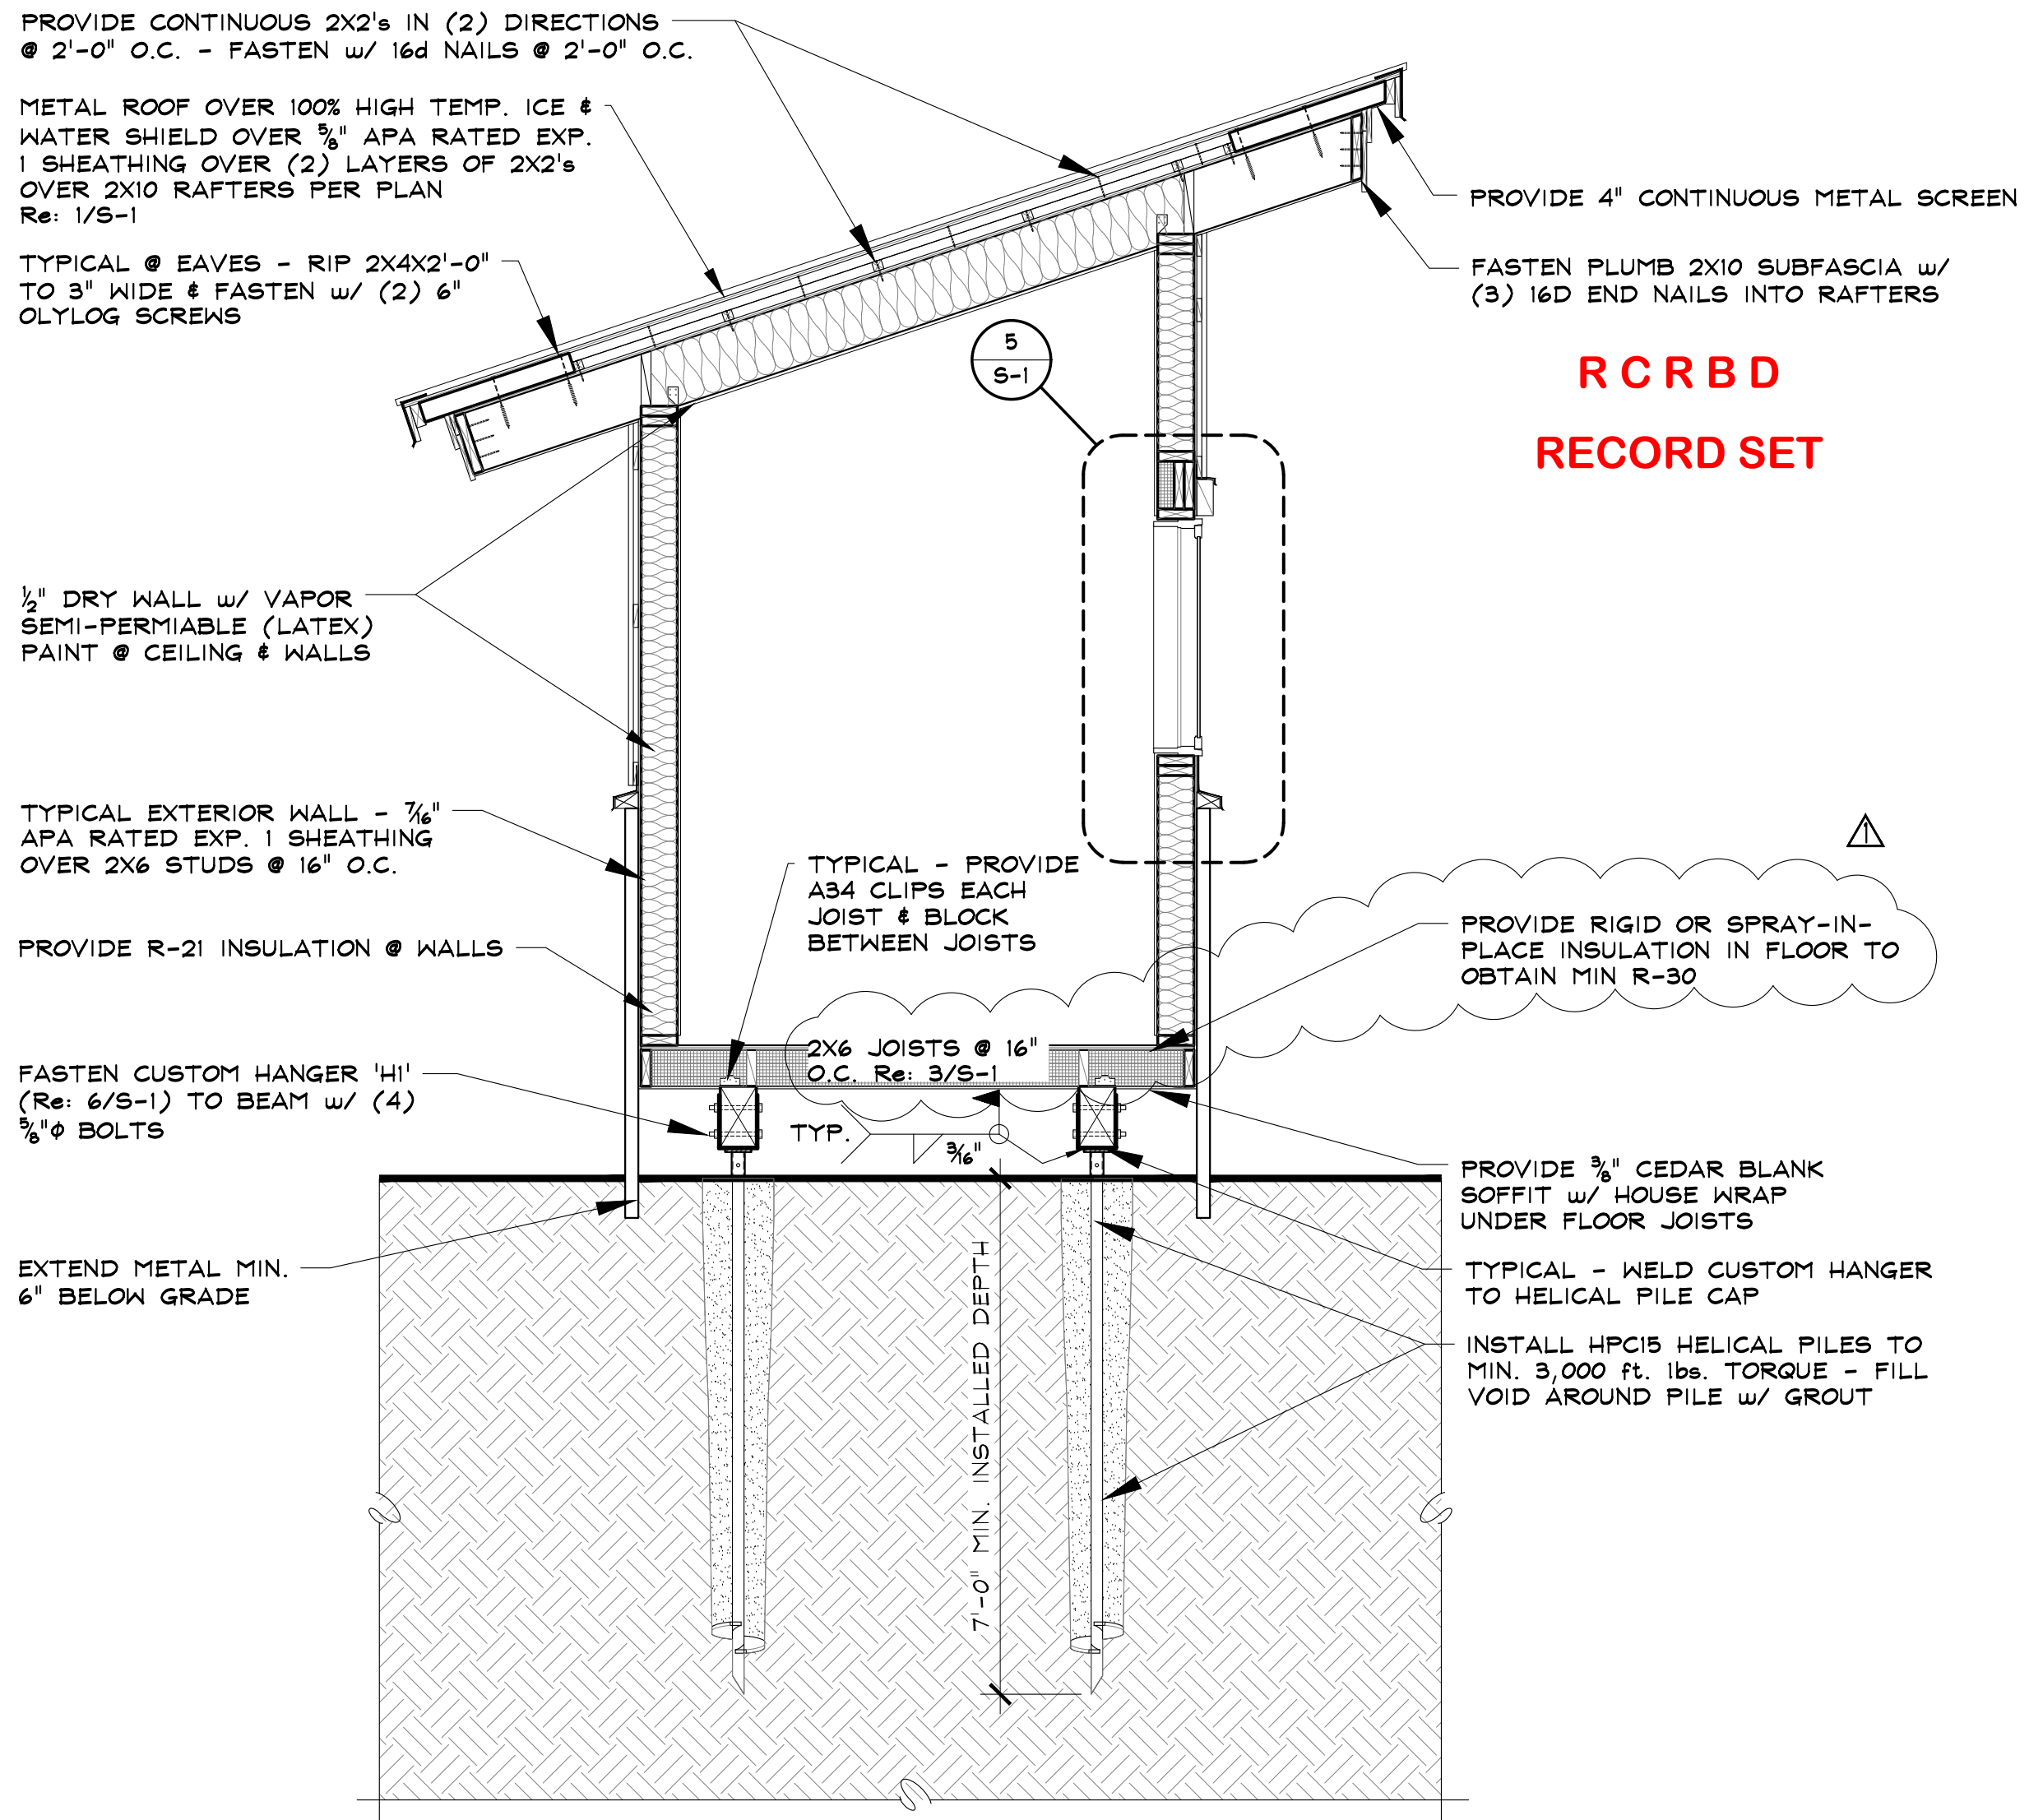 PROVIDE CONTINUOUS 2X2's IN (2) DIRECTIONS
@ 2'-0" O.C. - FASTEN w/ 16d NAILS @ 2'-0" O.C.
METAL ROOF OVER 100% HIGH TEMP. ICE &
WATER SHIELD OVER 5/8" APA RATED EXP.
1 SHEATHING OVER (2) LAYERS OF 2X2's
OVER 2X10 RAFTERS PER PLAN
Re: 1/S-1
TYPICAL @ EAVES - RIP 2X4X2'-0"
TO 3" WIDE & FASTEN w/ (2) 6"
OLYLOG SCREWS
PROVIDE 4" CONTINUOUS METAL SCREEN
FASTEN PLUMB 2X10 SUBFASCIA w/
(3) 16D END NAILS INTO RAFTERS
R C R B D
RECORD SET
5
S-1
1/2" DRY WALL w/ VAPOR
SEMI-PERMIABLE (LATEX)
PAINT @ CEILING & WALLS
TYPICAL EXTERIOR WALL - 7/16"
APA RATED EXP. 1 SHEATHING
OVER 2X6 STUDS @ 16" O.C.
TYPICAL - PROVIDE
A34 CLIPS EACH
JOIST & BLOCK
BETWEEN JOISTS
1
PROVIDE RIGID OR SPRAY-IN-
PLACE INSULATION IN FLOOR TO
OBTAIN MIN R-30
PROVIDE R-21 INSULATION @ WALLS
2X6 JOISTS @ 16"
O.C. Re: 3/S-1
FASTEN CUSTOM HANGER 'H1'
(Re: 6/S-1) TO BEAM w/ (4)
5/8"Φ BOLTS
TYP.
3/16"
PROVIDE 3/8" CEDAR BLANK
SOFFIT w/ HOUSE WRAP
UNDER FLOOR JOISTS
EXTEND METAL MIN.
6" BELOW GRADE
TYPICAL - WELD CUSTOM HANGER
TO HELICAL PILE CAP
INSTALL HPC15 HELICAL PILES TO
MIN. 3,000 ft. lbs. TORQUE - FILL
VOID AROUND PILE w/ GROUT
7'-0" MIN. INSTALLED DEPTH